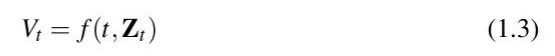 V_t = f(t, Z_t) (1.3)